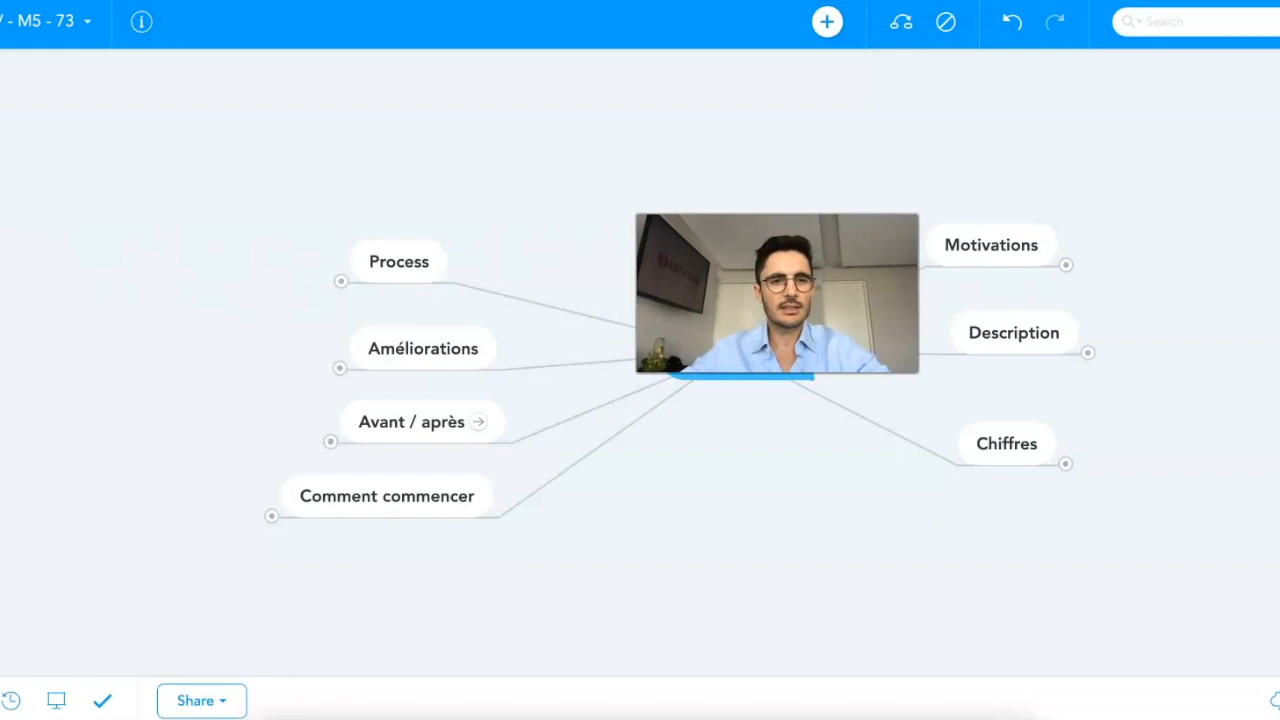 / - M5 - 73
Search
Process
Améliorations
Avant / après
Comment commencer
Motivations
Description
Chiffres
Share